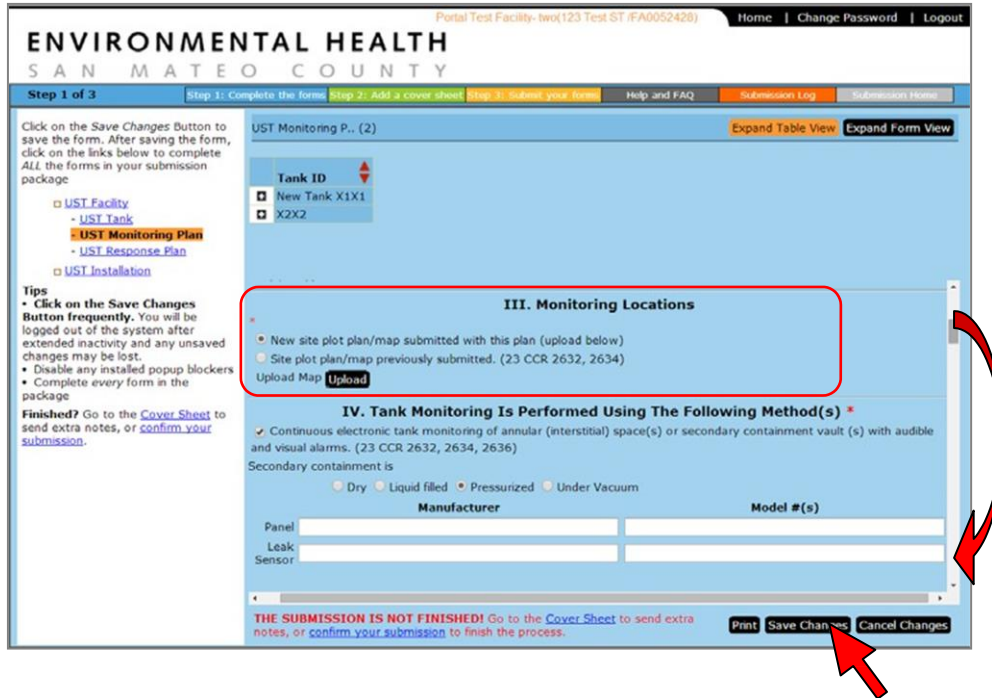 Portal Test Facility- two(123 Test ST /FA0052428)
Home | Change Password | Logout
ENVIRONMENTAL HEALTH
SAN MATEO COUNTY
Step 1 of 3
Step 1: Complete the forms
Step 2: Add a cover sheet
Step 3: Submit your forms
Help and FAQ
Submission Log
Submission Home
Click on the Save Changes Button to
save the form. After saving the form,
click on the links below to complete
ALL the forms in your submission
package
UST Facility
- UST Tank
- UST Monitoring Plan
- UST Response Plan
UST Installation
Tips
• Click on the Save Changes
Button frequently. You will be
logged out of the system after
extended inactivity and any unsaved
changes may be lost.
• Disable any installed popup blockers
• Complete every form in the
package
Finished? Go to the Cover Sheet to
send extra notes, or confirm your
submission.
UST Monitoring P.. (2)
Expand Table View
Expand Form View
Tank ID
New Tank X1X1
X2X2
III. Monitoring Locations
*
New site plot plan/map submitted with this plan (upload below)
Site plot plan/map previously submitted. (23 CCR 2632, 2634)
Upload Map Upload
IV. Tank Monitoring Is Performed Using The Following Method(s) *
Continuous electronic tank monitoring of annular (interstitial) space(s) or secondary containment vault (s) with audible
and visual alarms. (23 CCR 2632, 2634, 2636)
Secondary containment is
Dry Liquid filled Pressurized Under Vacuum
Manufacturer Model #(s)
Panel
Leak
Sensor
THE SUBMISSION IS NOT FINISHED! Go to the Cover Sheet to send extra
notes, or confirm your submission to finish the process.
Print Save Changes Cancel Changes